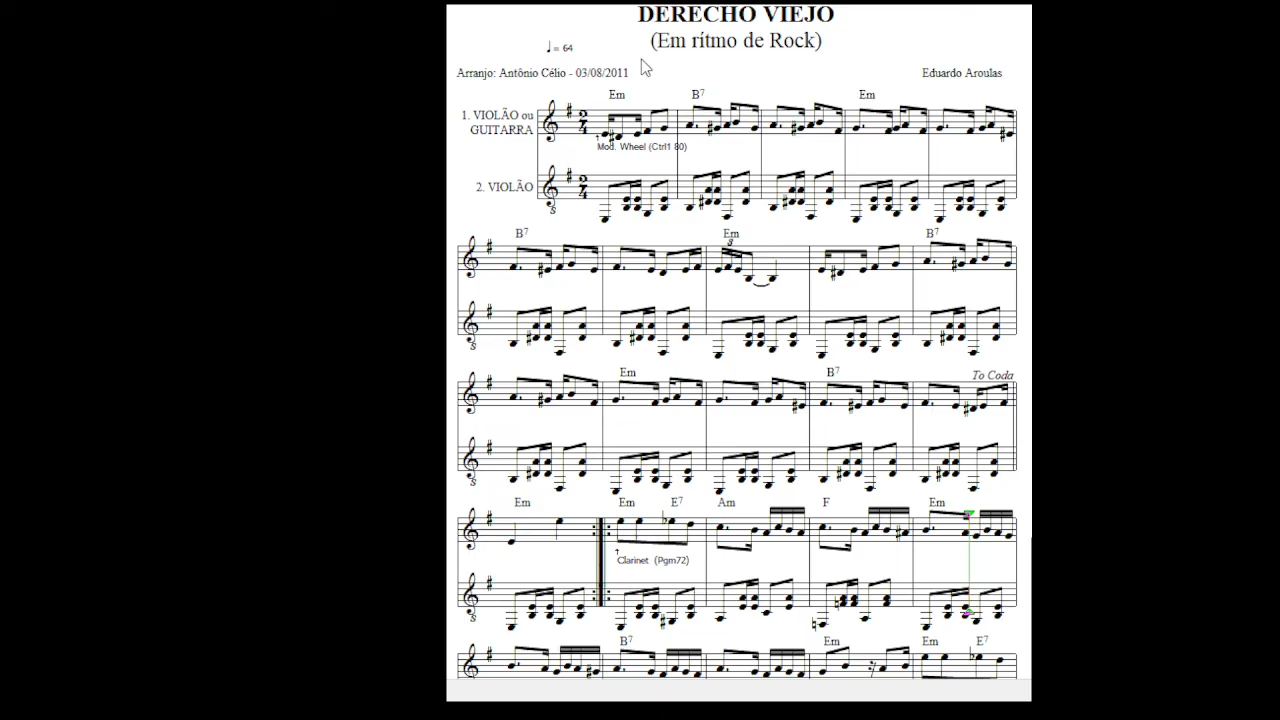 DERECHO VIEJO
(Em rítmo de Rock)
♩ = 64
Arranjo: Antônio Célio - 03/08/2011
Eduardo Aroulas
Em B7 Em
1. VIOLÃO ou
GUITARRA
Mod. Wheel (Ctrl1 80)
2. VIOLÃO
B7 Em B7
3
Em B7 To Coda
Em Em E7 Am F Em
Clarinet (Pgm72)
B7 Em Em E7